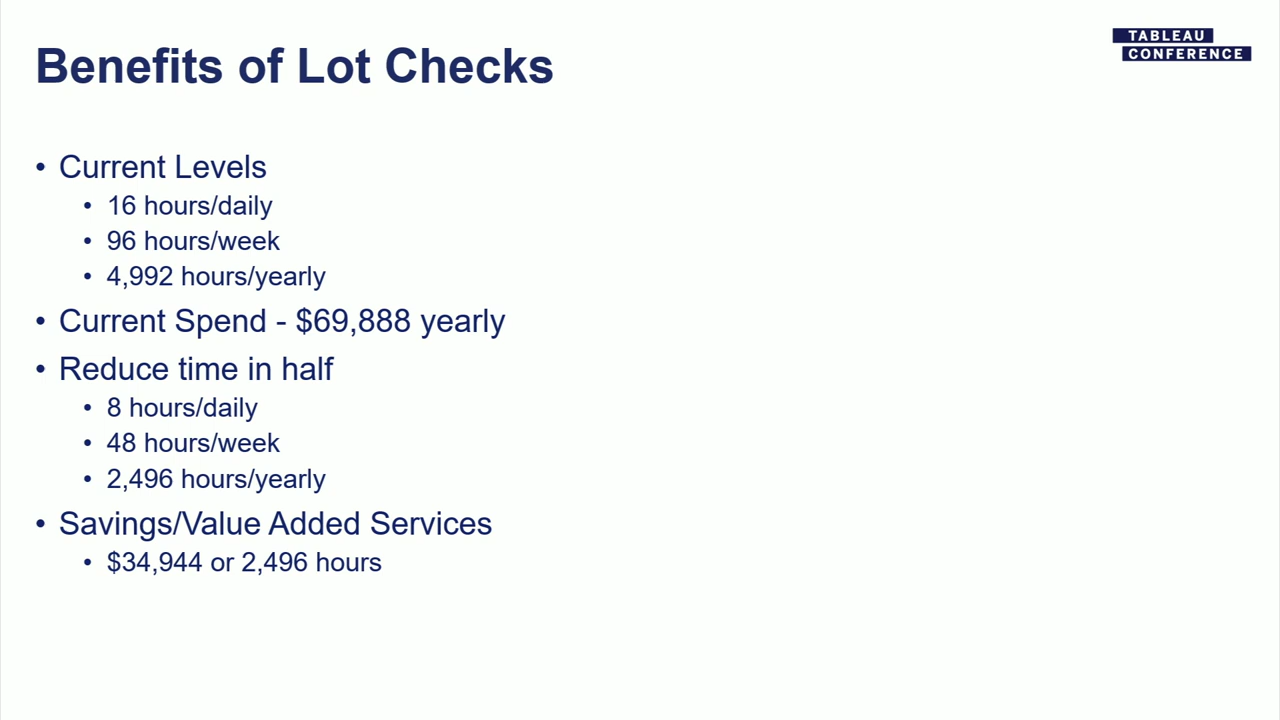 Benefits of Lot Checks
TABLEAU
CONFERENCE
• Current Levels
• 16 hours/daily
• 96 hours/week
• 4,992 hours/yearly
• Current Spend - $69,888 yearly
• Reduce time in half
• 8 hours/daily
• 48 hours/week
• 2,496 hours/yearly
• Savings/Value Added Services
• $34,944 or 2,496 hours